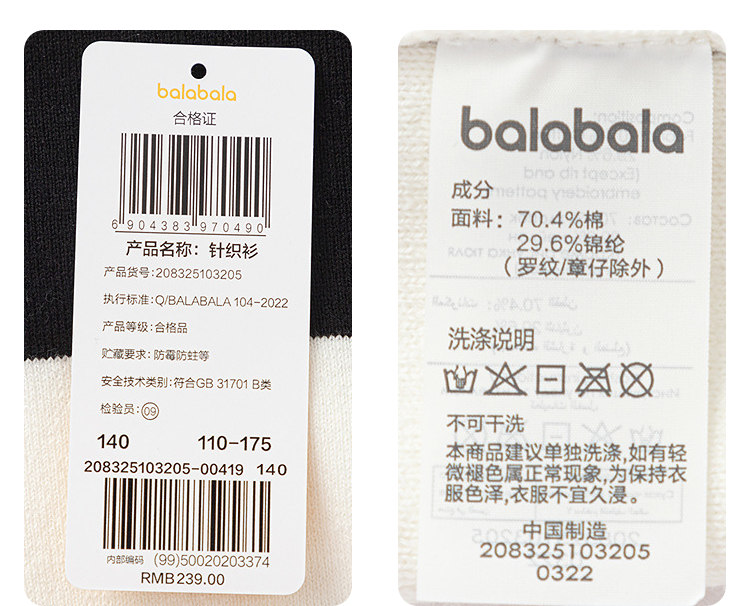 balabala
合格证
6 904383 970490
产品名称：针织衫
产品货号:208325103205
执行标准:Q/BALABALA 104-2022
产品等级:合格品
贮藏要求:防霉防蛀等
安全技术类别:符合GB 31701 B类
检验员:09
140 110-175
208325103205-00419 140
内部编码 (99)50020203374
RMB239.00
balabala
成分
面料：70.4%棉
29.6%锦纶
（罗纹/章仔除外）
洗涤说明
不可干洗
本商品建议单独洗涤,如有轻
微褪色属正常现象,为保持衣
服色泽,衣服不宜久浸。
中国制造
208325103205
0322